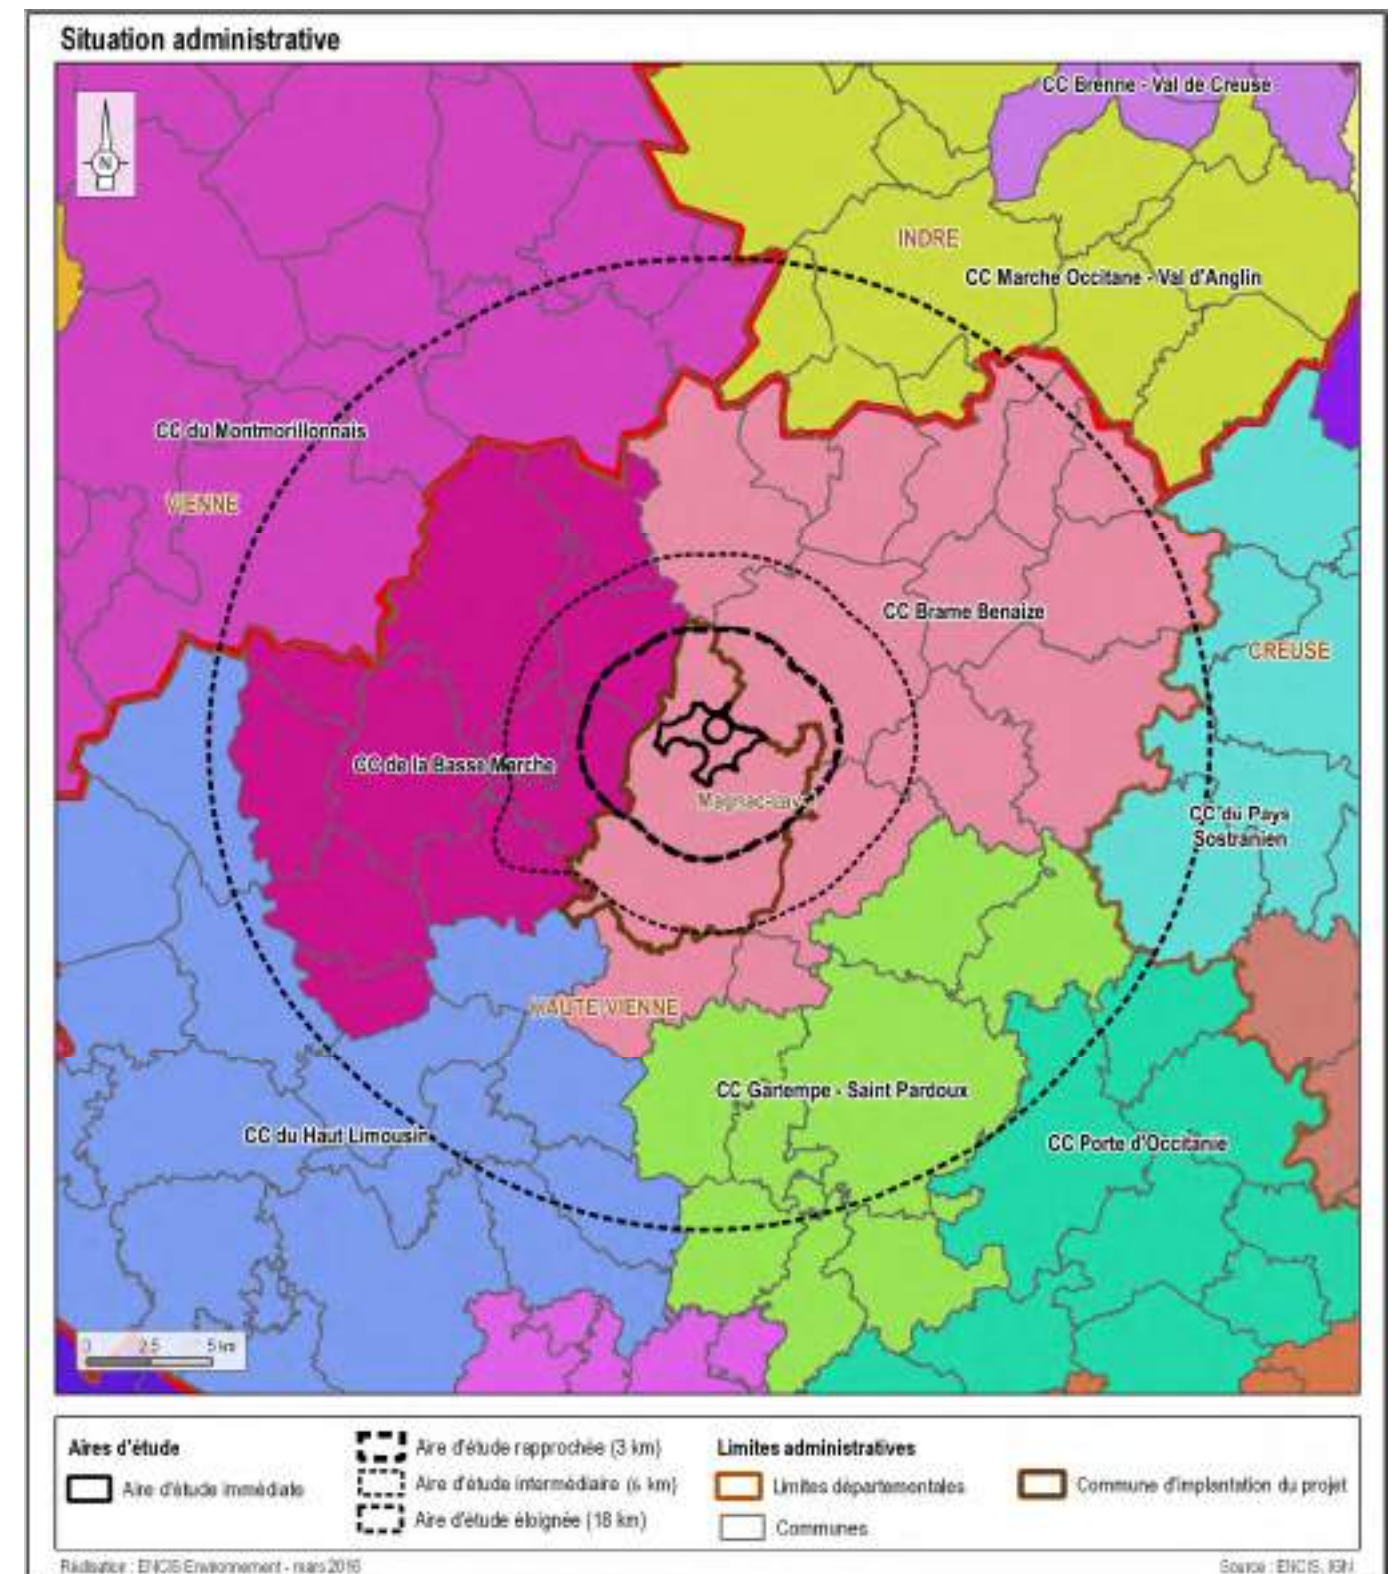 Situation administrative
CC Brenne - Val de Creuse
N
INDRE
CC Marche Occitane - Val d'Anglin
CC du Montmorillonnais
VIENNE
CC Brame Benaize
CREUSE
CC de la Basse Marche
Magnac-Laval
CC du Pays
Sostranien
HAUTE VIENNE
CC Gartempe - Saint Pardoux
CC du Haut Limousin
CC Porte d'Occitanie
0 2.5 5 km
Aires d'étude
Aire d'étude immédiate
Aire d'étude rapprochée (3 km)
Aire d'étude intermédiaire (6 km)
Aire d'étude éloignée (18 km)
Limites administratives
Limites départementales
Communes
Commune d'implantation du projet
Réalisation : ENCIS Environnement - mars 2016
Source : ENCIS, IGN